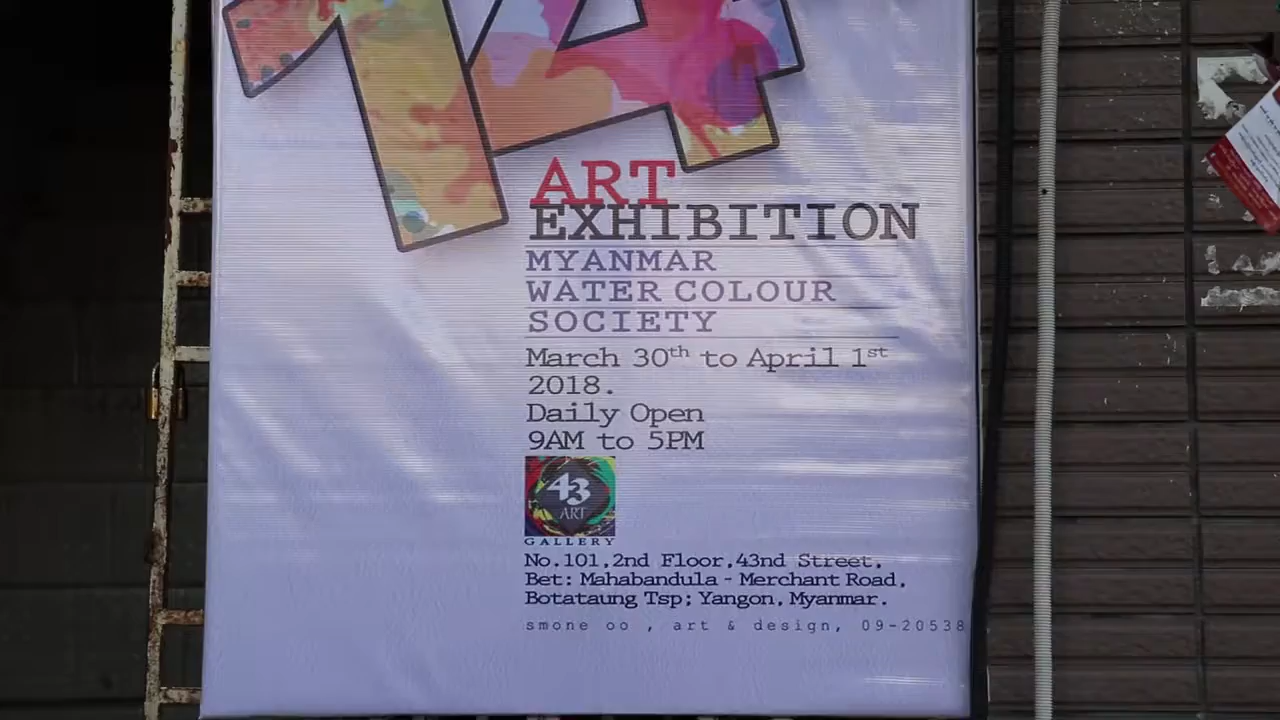 14
ART
EXHIBITION
MYANMAR
WATER COLOUR
SOCIETY
March 30th to April 1st
2018.
Daily Open
9AM to 5PM
43
ART
GALLERY
No.101,2nd Floor,43nd Street,
Bet: Mahabandula - Merchant Road,
Botataung Tsp; Yangon, Myanmar.
smone oo , art & design, 09-20538